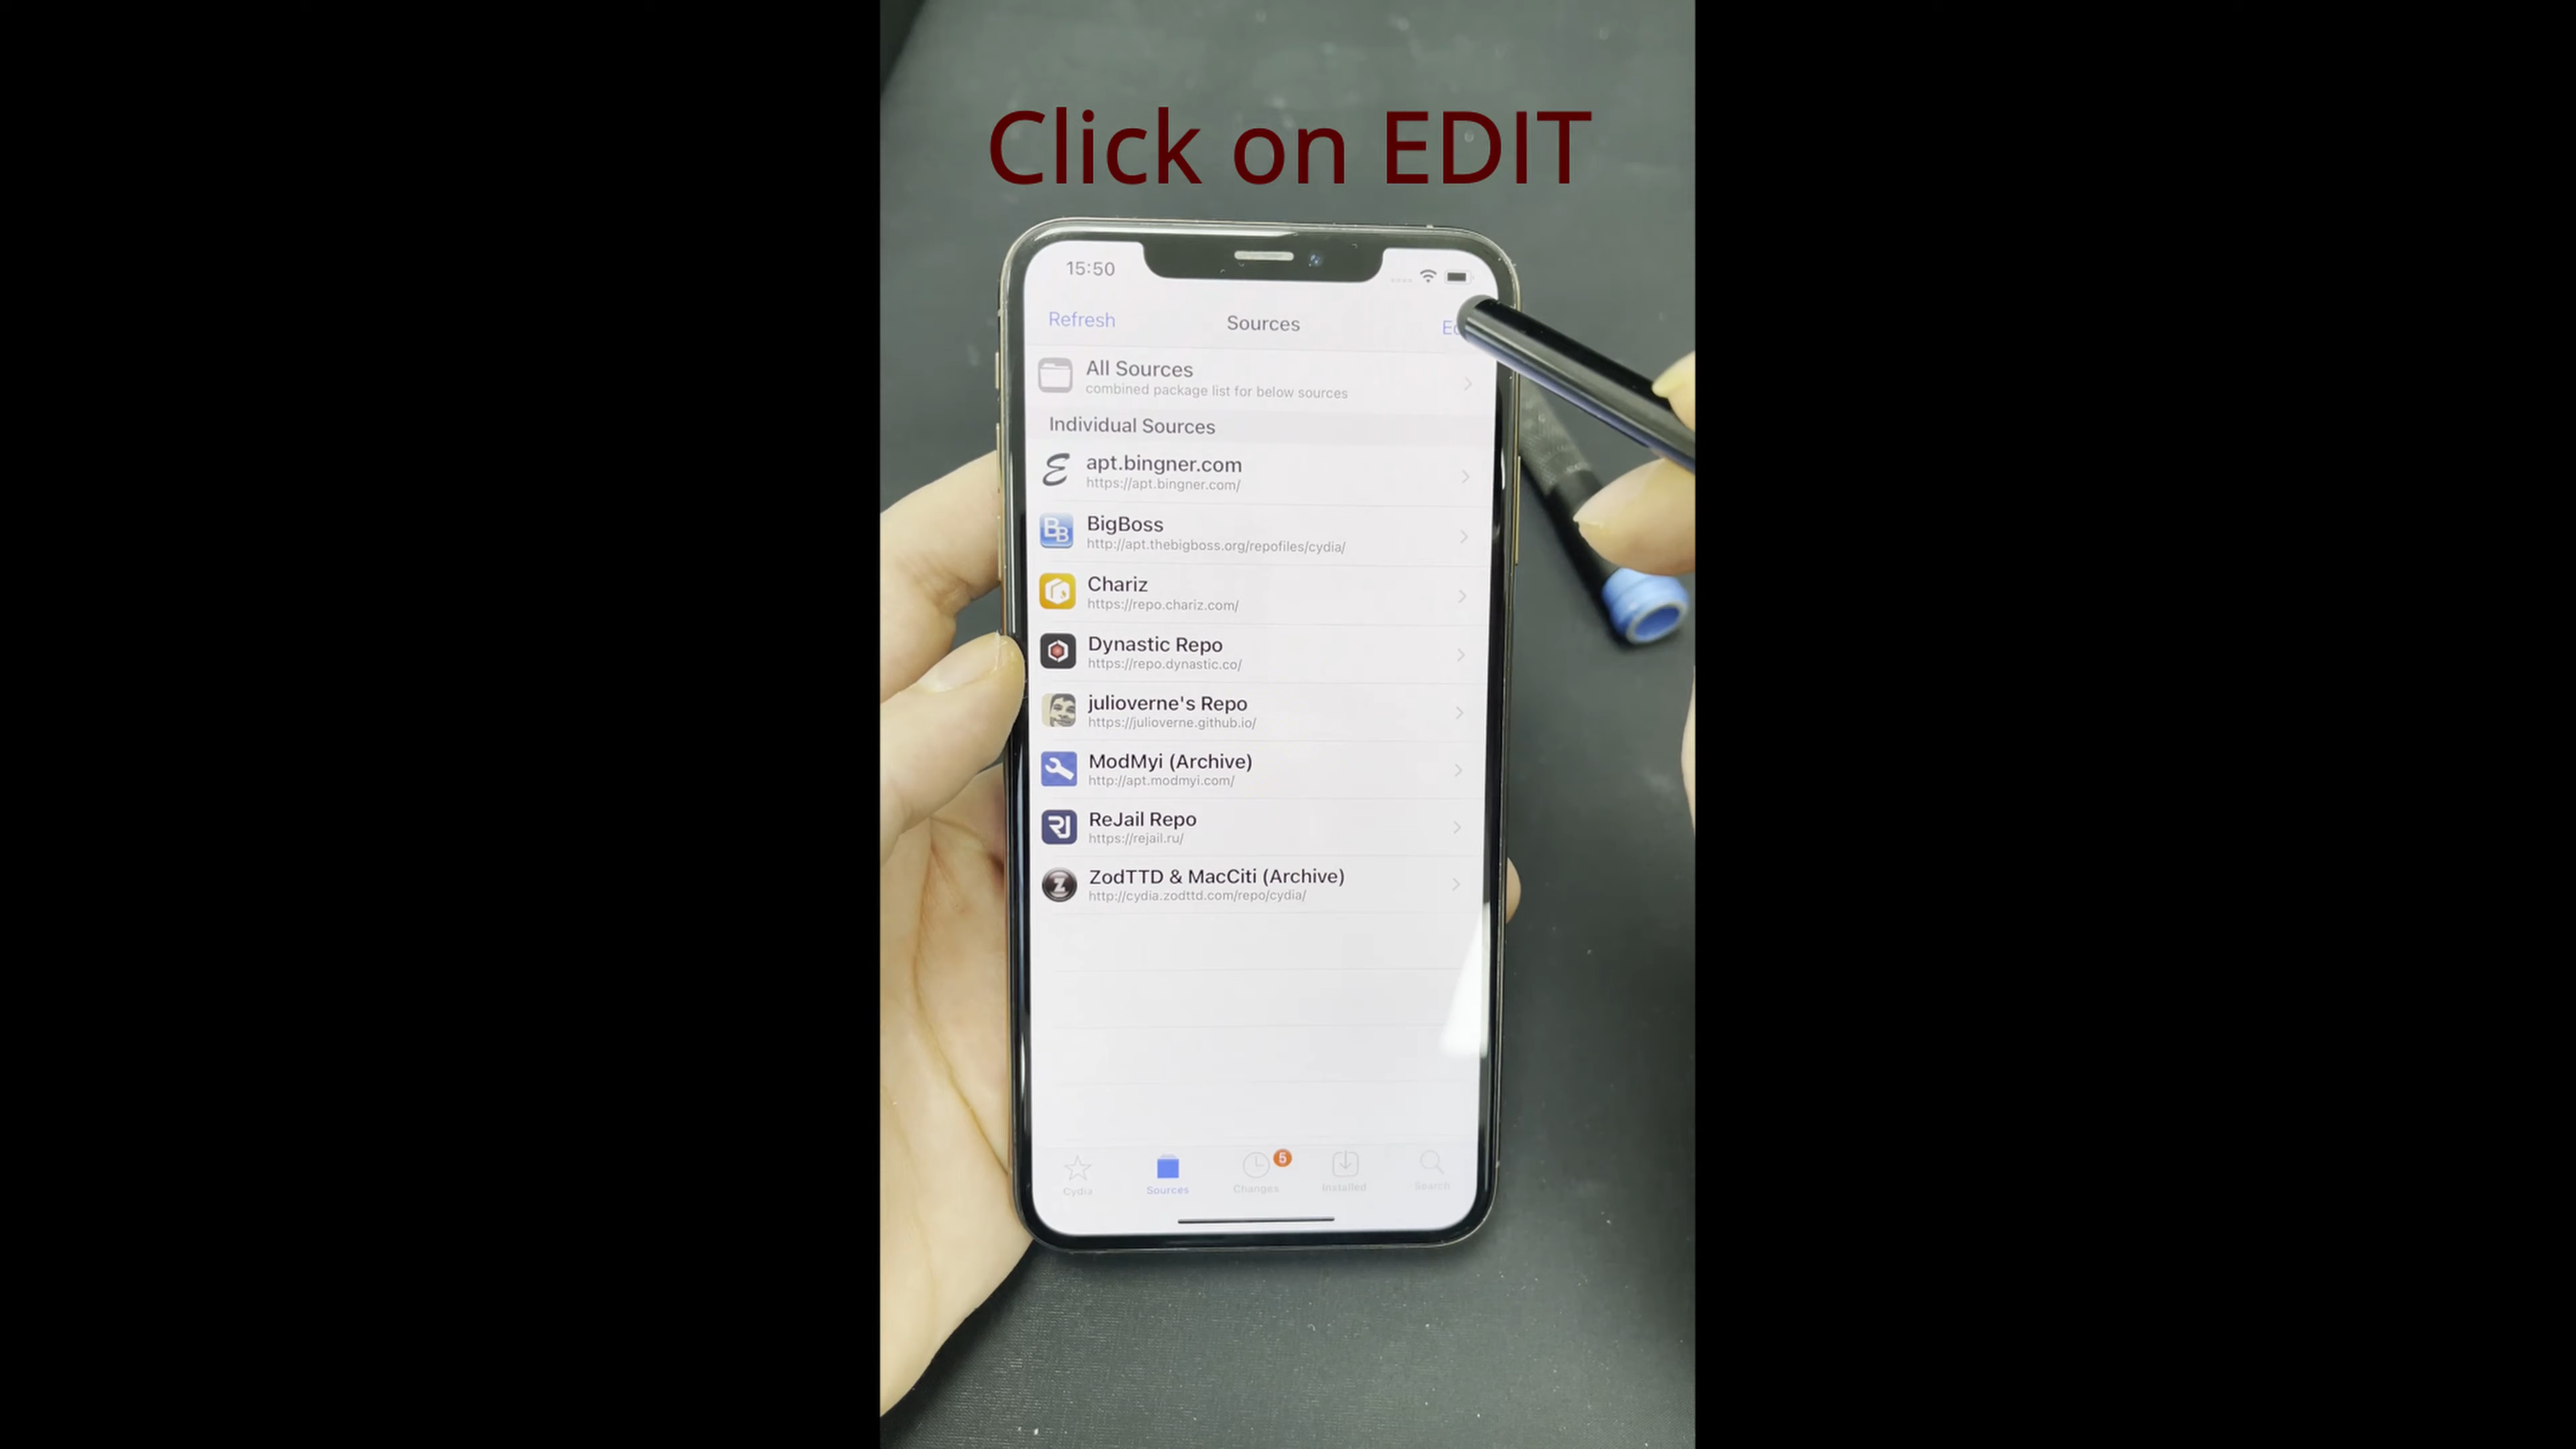 Click on EDIT
15:50
Refresh
Sources
All Sources
combined package list for below sources
Individual Sources
apt.bingner.com
https://apt.bingner.com/
BigBoss
http://apt.thebigboss.org/repofiles/cydia/
Chariz
https://repo.chariz.com/
Dynastic Repo
https://repo.dynastic.co/
julioverne's Repo
https://julioverne.github.io/
ModMyi (Archive)
http://apt.modmyi.com/
ReJail Repo
https://rejail.ru/
ZodTTD & MacCiti (Archive)
http://cydia.zodttd.com/repo/cydia/
5
Cydia
Sources
Changes
Installed
Search